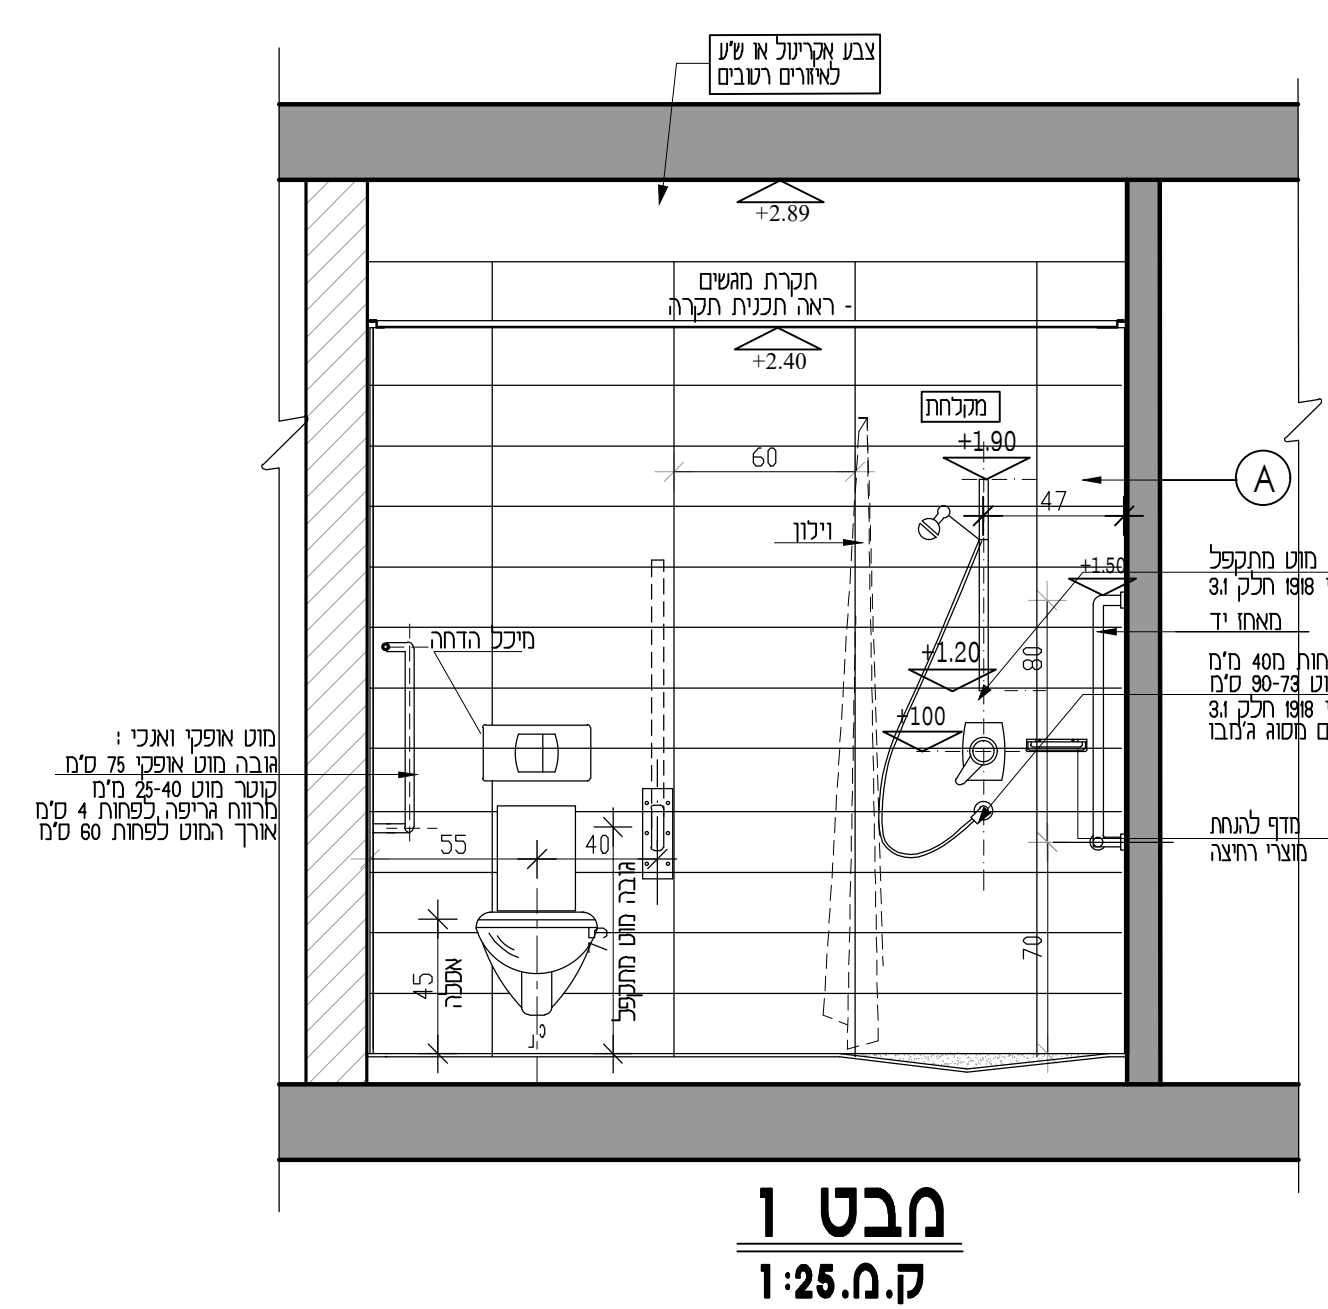 צבע אקרינול או ש"ע
לאיזורים רטובים
+2.89
תקרת מגשים
- ראה תכנית תקרה
+2.40
מקלחת
+1.90
60
47
A
וילון
+1.50
מוט מתקפל
1918 חלק 3.1
מאחז יד
+1.20
80
פחות מ40 מ"מ
מוט 73-90 ס"מ
1918 חלק 3.1
מסוג ג'מבו
+100
מיכל הדחה
מוט אופקי ואנכי :
גובה מוט אופקי 75 ס"מ
קוטר מוט 25-40 מ"מ
מרווח גריפה לפחות 4 ס"מ
אורך המוט לפחות 60 ס"מ
מדף להנחת
מוצרי רחיצה
55
40
גובה מוט מתקפל
75
45
אסלה
70
מבט 1
ק.מ.1:25